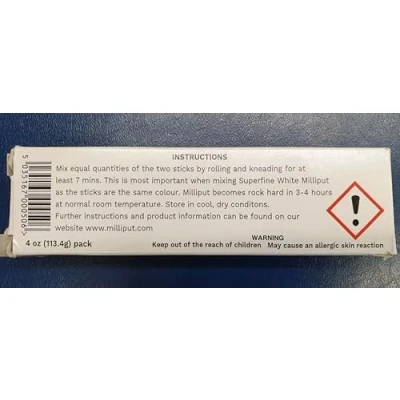 INSTRUCTIONS
Mix equal quantities of the two sticks by rolling and kneading for at
least 7 mins. This is most important when mixing Superfine White Milliput
as the sticks are the same colour. Milliput becomes rock hard in 3-4 hours
at normal room temperature. Store in cool, dry conditons.
Further instructions and product information can be found on our
website www.milliput.com
WARNING
4 oz (113.4g) pack
Keep out of the reach of children May cause an allergic skin reaction
5 035167 000506